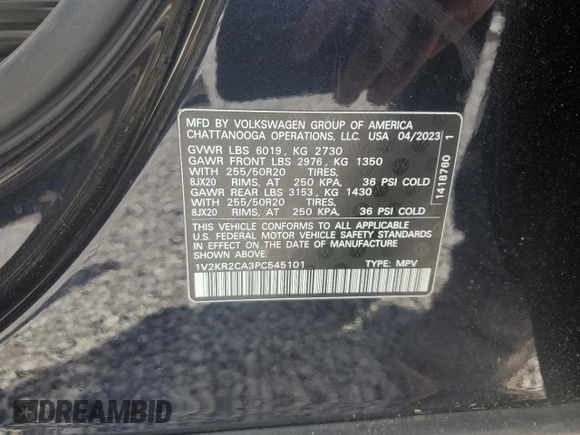 MFD BY VOLKSWAGEN GROUP OF AMERICA
CHATTANOOGA OPERATIONS, LLC. USA 04/2023
GVWR LBS 6019, KG 2730
GAWR FRONT LBS 2976, KG 1350
WITH 255/50R20 TIRES,
8JX20 RIMS, AT 250 KPA, 36 PSI COLD
GAWR REAR LBS 3153, KG 1430
WITH 255/50R20 TIRES,
8JX20 RIMS, AT 250 KPA, 36 PSI COLD
THIS VEHICLE CONFORMS TO ALL APPLICABLE
U.S. FEDERAL MOTOR VEHICLE SAFETY STANDARDS
IN EFFECT ON THE DATE OF MANUFACTURE
SHOWN ABOVE
1V2KR2CA3PC545101 TYPE: MPV
1418760 1
DREAMBID